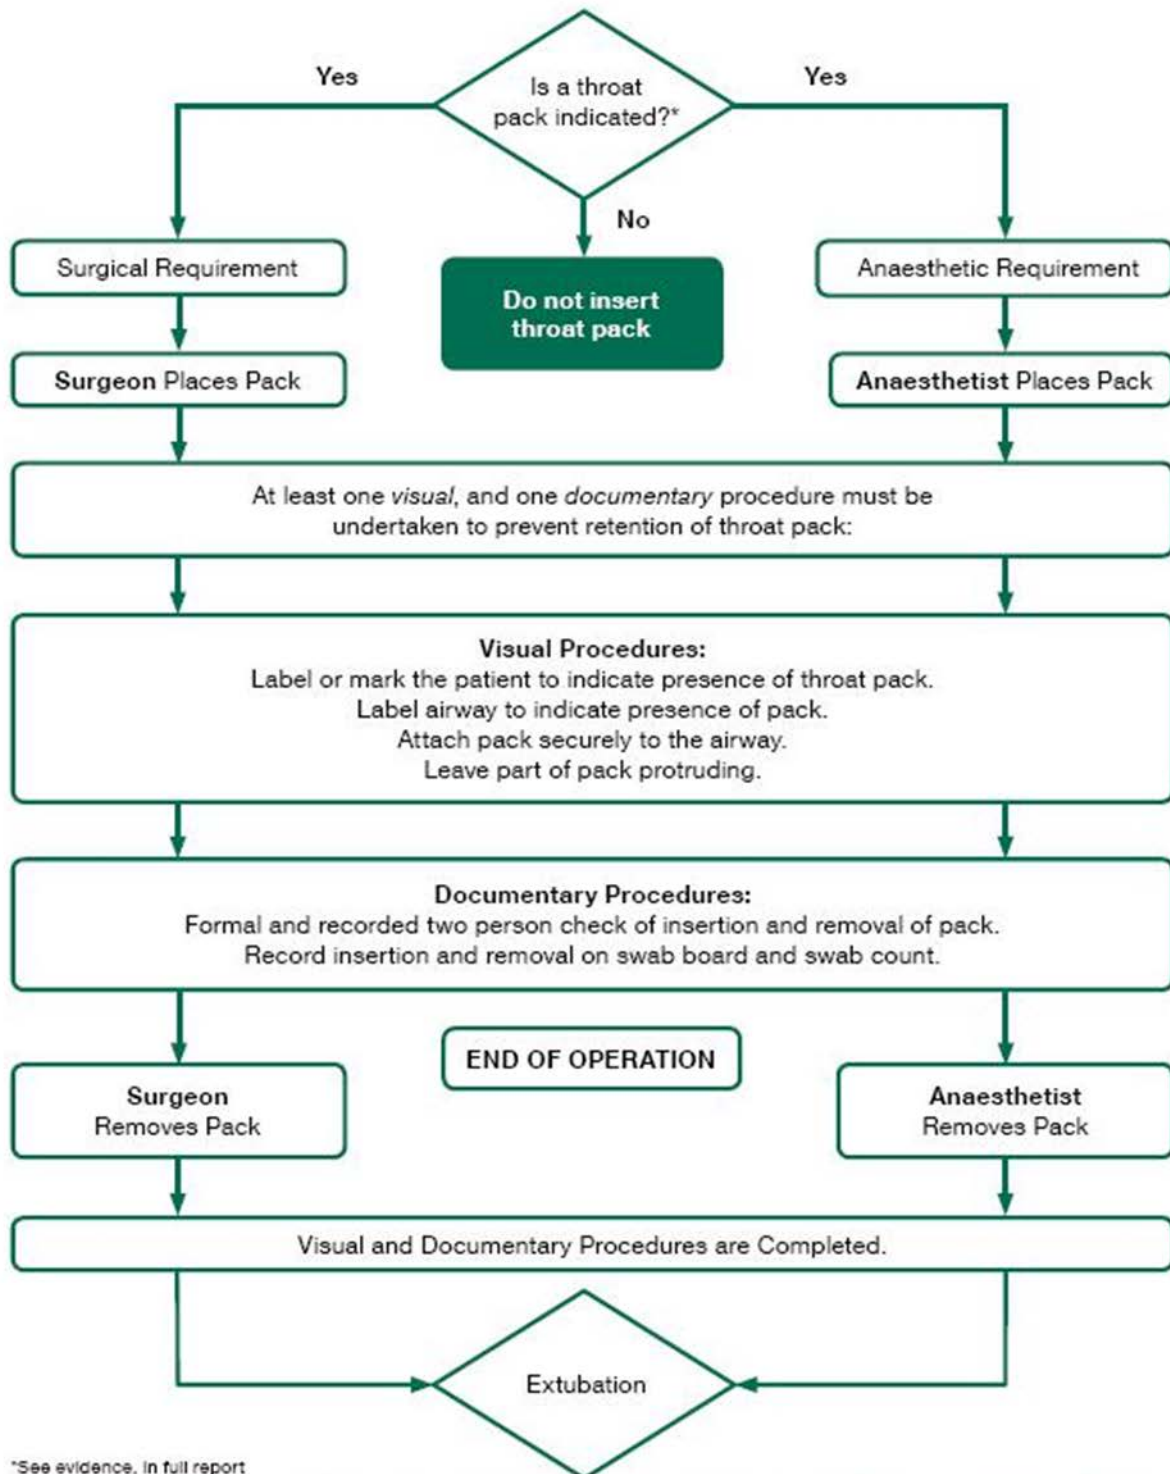 Is a throat
pack indicated?*
Yes
Yes
No
Surgical Requirement
Do not insert
throat pack
Anaesthetic Requirement
Surgeon Places Pack
Anaesthetist Places Pack
At least one visual, and one documentary procedure must be
undertaken to prevent retention of throat pack:
Visual Procedures:
Label or mark the patient to indicate presence of throat pack.
Label airway to indicate presence of pack.
Attach pack securely to the airway.
Leave part of pack protruding.
Documentary Procedures:
Formal and recorded two person check of insertion and removal of pack.
Record insertion and removal on swab board and swab count.
END OF OPERATION
Surgeon
Removes Pack
Anaesthetist
Removes Pack
Visual and Documentary Procedures are Completed.
Extubation
*See evidence, in full report